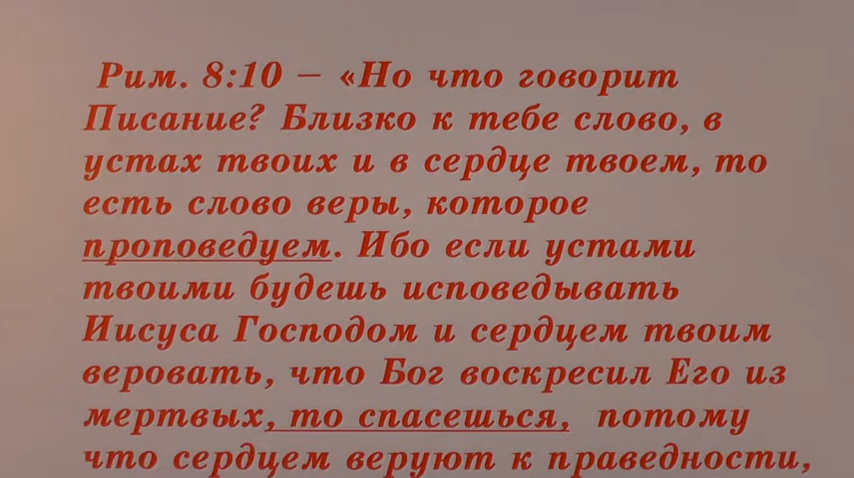 Рим. 8:10 – «Но что говорит
Писание? Близко к тебе слово, в
устах твоих и в сердце твоем, то
есть слово веры, которое
проповедуем. Ибо если устами
твоими будешь исповедывать
Иисуса Господом и сердцем твоим
веровать, что Бог воскресил Его из
мертвых, то спасешься, потому
что сердцем веруют к праведности,